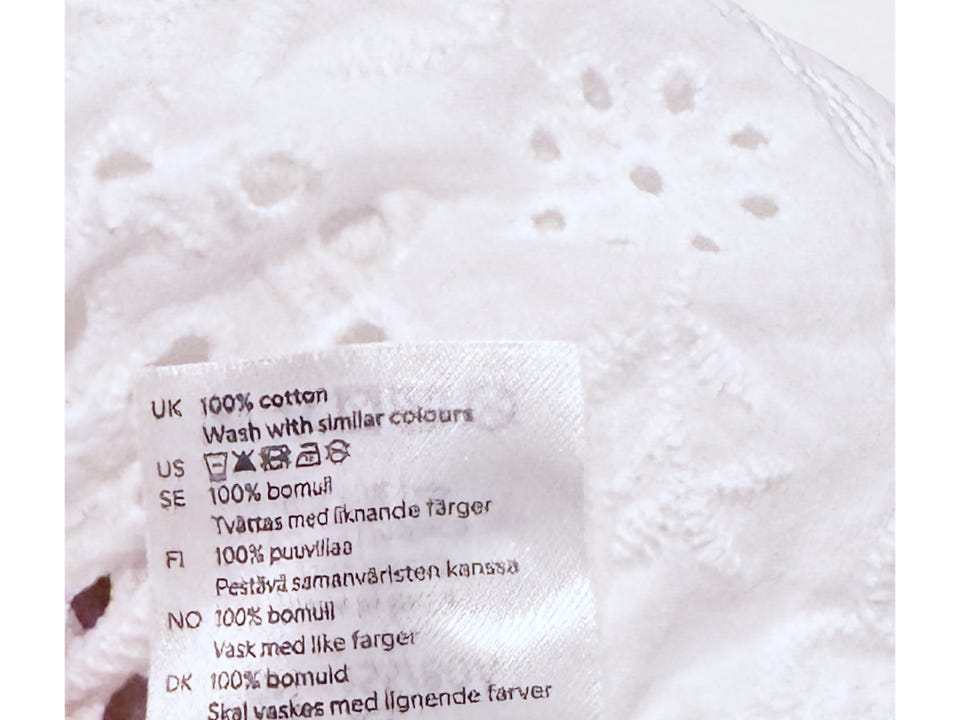 UK 100% cotton
Wash with similar colours
US
SE 100% bomull
Tvättas med liknande färger
FI 100% puuvillaa
Pestävä samanväristen kanssa
NO 100% bomull
Vask med like farger
DK 100% bomuld
Skal vaskes med lignende farver